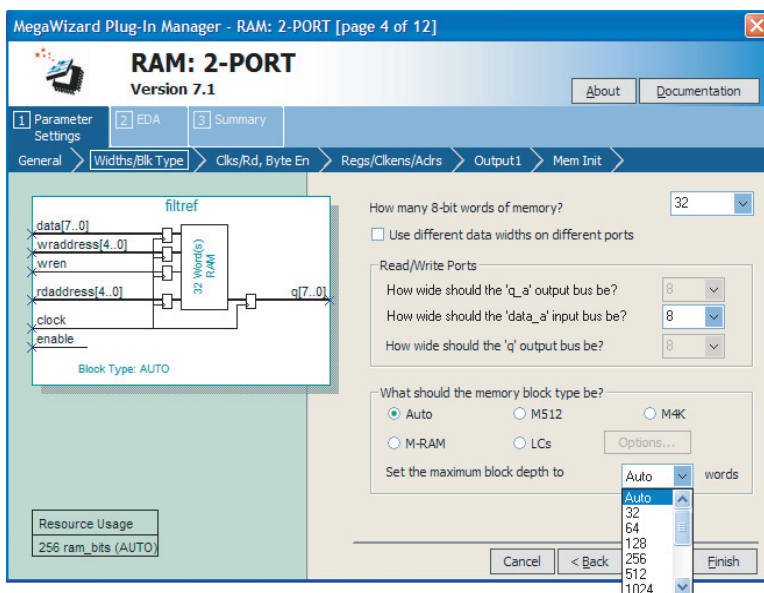 MegaWizard Plug-In Manager - RAM: 2-PORT [page 4 of 12]
RAM: 2-PORT
Version 7.1
About
Documentation
1 Parameter Settings
2 EDA
3 Summary
General
Widths/Blk Type
Clks/Rd, Byte En
Regs/Clkens/Adrs
Output1
Mem Init
filtref
data[7..0]
wraddress[4..0]
wren
rdaddress[4..0]
clock
enable
32 Word(s)
RAM
q[7..0]
Block Type: AUTO
Resource Usage
256 ram_bits (AUTO)
How many 8-bit words of memory?
32
Use different data widths on different ports
Read/Write Ports
How wide should the 'q_a' output bus be?
8
How wide should the 'data_a' input bus be?
8
How wide should the 'q' output bus be?
8
What should the memory block type be?
Auto
M512
M4K
M-RAM
LCs
Options...
Set the maximum block depth to
Auto
words
Auto
32
64
128
256
512
1024
Cancel
< Back
Finish